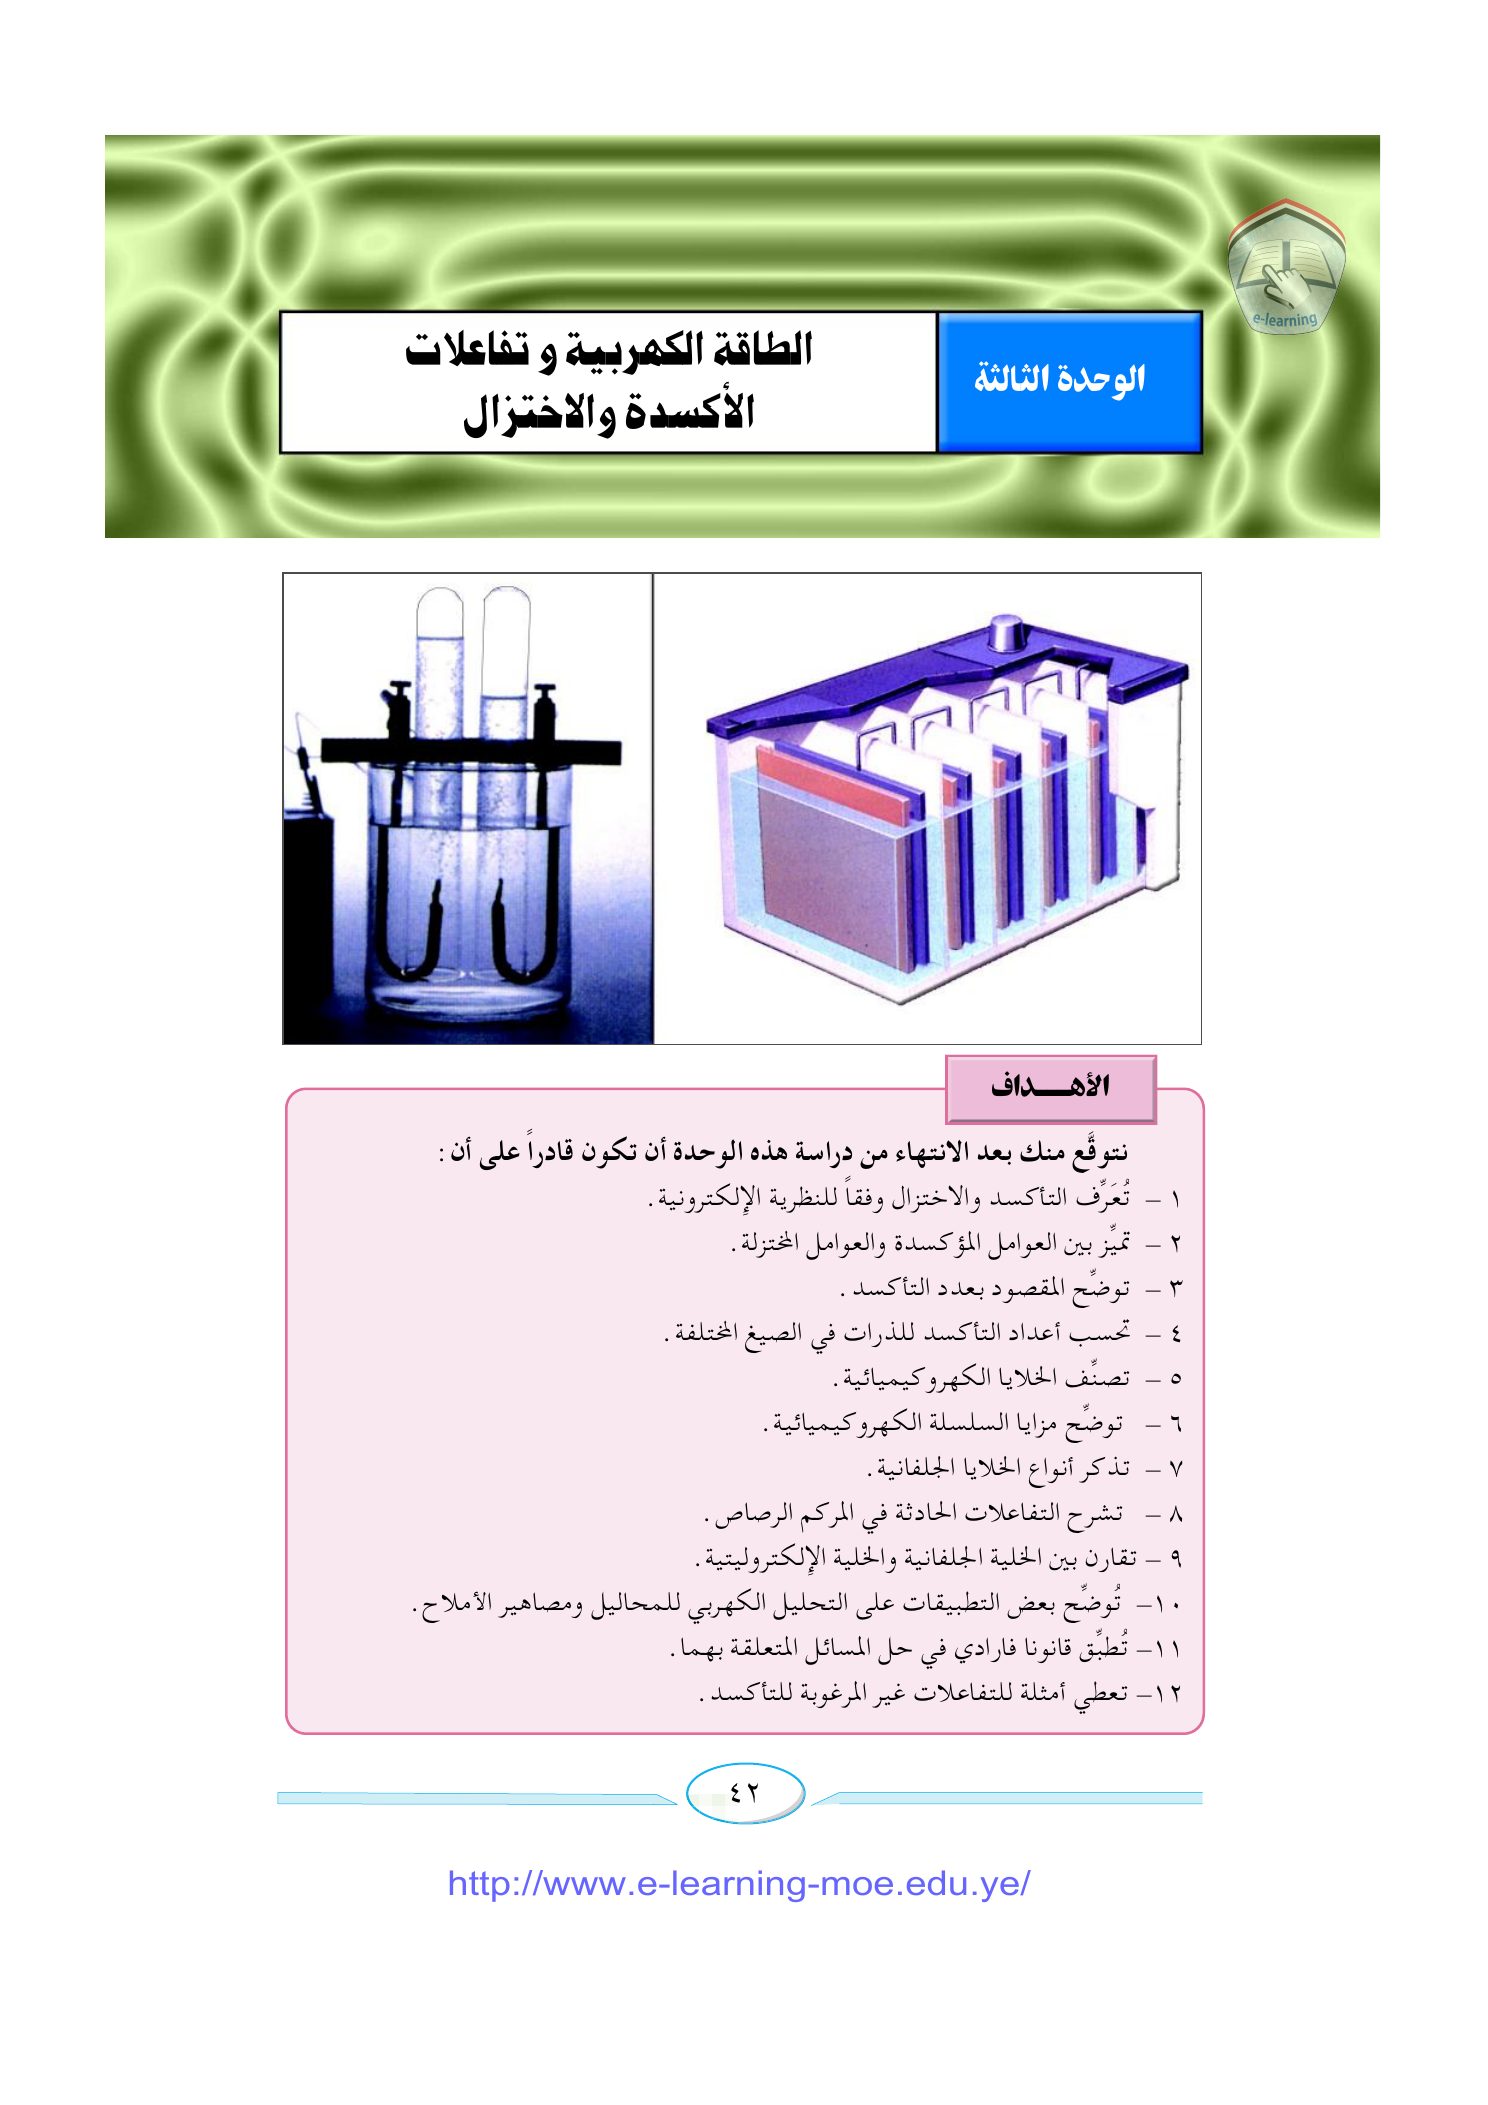 e-learning
الوحدة الثالثة
الطاقة الكهربية و تفاعلات
الأكسدة والاختزال
الأهـــداف
نتوقَّع منك بعد الانتهاء من دراسة هذه الوحدة أن تكون قادراً على أن :
١ – تُعَرِّف التأكسد والاختزال وفقاً للنظرية الإلكترونية .
٢ – تميِّز بين العوامل المؤكسدة والعوامل المختزلة .
٣ – توضِّح المقصود بعدد التأكسد .
٤ – تحسب أعداد التأكسد للذرات في الصيغ المختلفة .
٥ – تصنِّف الخلايا الكهروكيميائية .
٦ – توضِّح مزايا السلسلة الكهروكيميائية .
٧ – تذكر أنواع الخلايا الجلفانية .
٨ – تشرح التفاعلات الحادثة في المركم الرصاص .
٩ – تقارن بين الخلية الجلفانية والخلية الإلكتروليتية .
١٠– تُوضِّح بعض التطبيقات على التحليل الكهربي للمحاليل ومصاهير الأملاح .
١١– تُطبِّق قانونا فارادي في حل المسائل المتعلقة بهما .
١٢– تعطي أمثلة للتفاعلات غير المرغوبة للتأكسد .
٤٢
http://www.e-learning-moe.edu.ye/